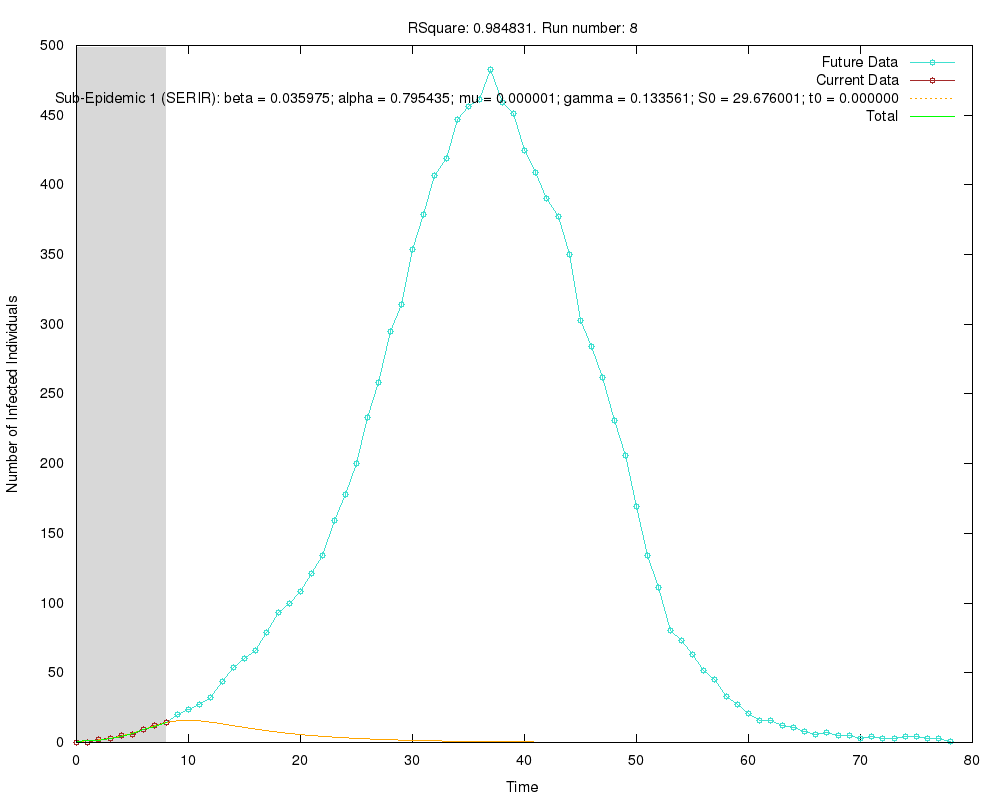 RSquare: 0.984831. Run number: 8
Future Data
Current Data
Sub-Epidemic 1 (SERIR): beta = 0.035975; alpha = 0.795435; mu = 0.000001; gamma = 0.133561; S0 = 29.676001; t0 = 0.000000
Total
500
450
400
350
300
250
200
150
100
50
0
Number of Infected Individuals
0 10 20 30 40 50 60 70 80
Time